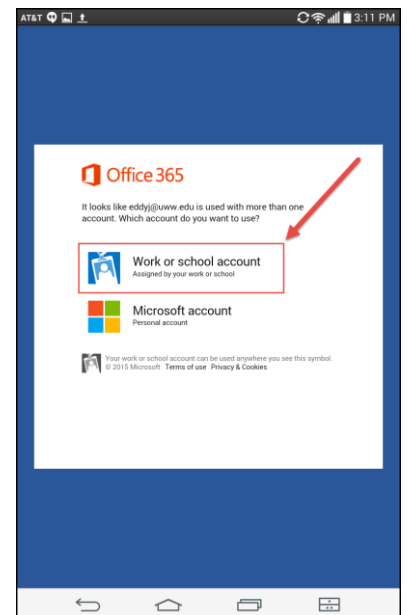 AT&T 3:11 PM
Office 365
It looks like eddyj@uww.edu is used with more than one
account. Which account do you want to use?
Work or school account
Assigned by your work or school
Microsoft account
Personal account
Your work or school account can be used anywhere you see this symbol.
© 2015 Microsoft Terms of use Privacy & Cookies